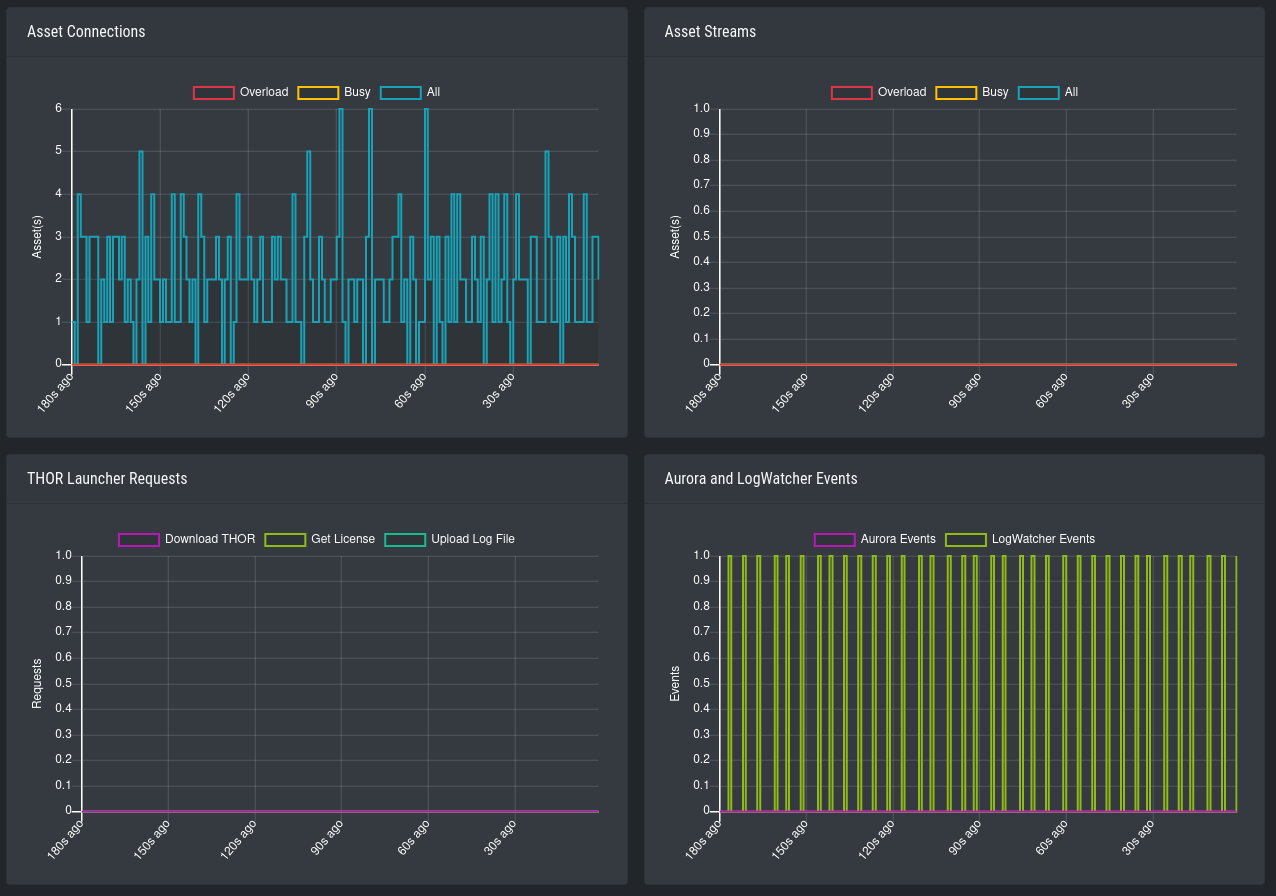 Asset Connections
Overload Busy All
Asset(s)
6
5
4
3
2
1
0
180s ago 150s ago 120s ago 90s ago 60s ago 30s ago
Asset Streams
Overload Busy All
Asset(s)
1.0
0.9
0.8
0.7
0.6
0.5
0.4
0.3
0.2
0.1
0
180s ago 150s ago 120s ago 90s ago 60s ago 30s ago
THOR Launcher Requests
Download THOR Get License Upload Log File
Requests
1.0
0.9
0.8
0.7
0.6
0.5
0.4
0.3
0.2
0.1
0
180s ago 150s ago 120s ago 90s ago 60s ago 30s ago
Aurora and LogWatcher Events
Aurora Events LogWatcher Events
Events
1.0
0.9
0.8
0.7
0.6
0.5
0.4
0.3
0.2
0.1
0
180s ago 150s ago 120s ago 90s ago 60s ago 30s ago